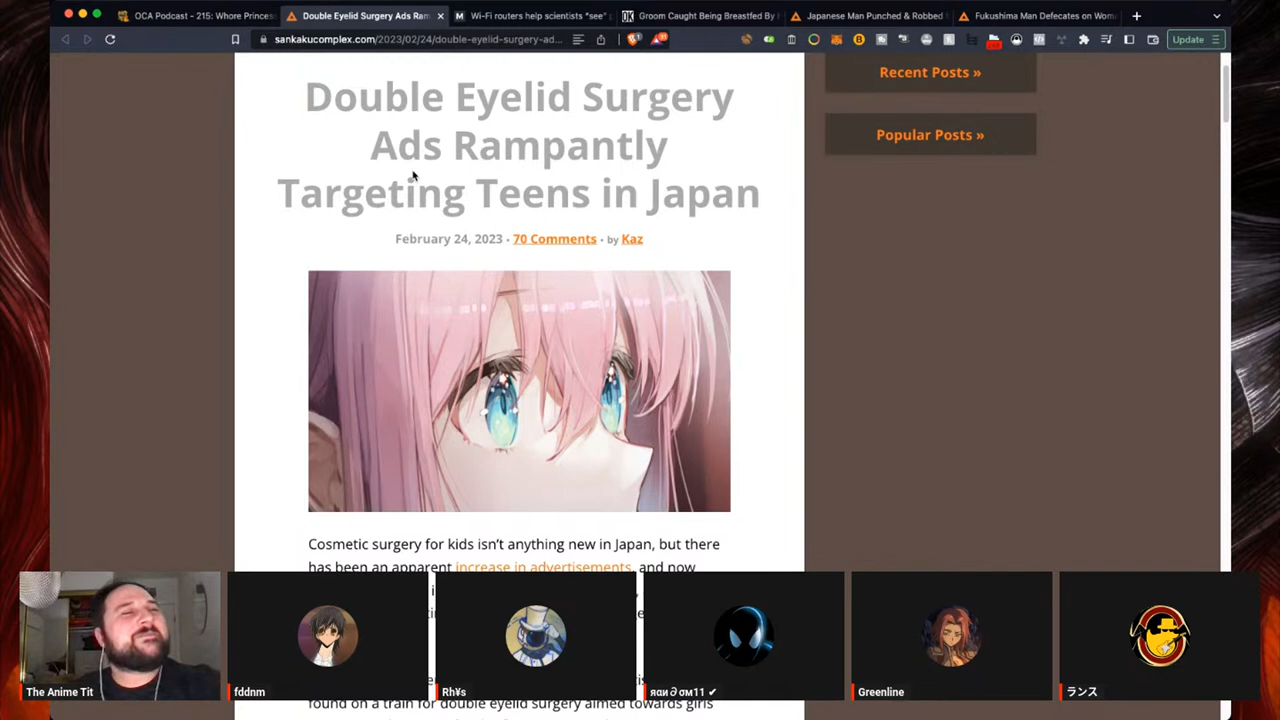 OCA Podcast - 215: Whore Princess
Double Eyelid Surgery Ads Ram
Wi-Fi routers help scientists "see"
Groom Caught Being Breastfed By
Japanese Man Punched & Robbed
Fukushima Man Defecates on Wom
sankakucomplex.com/2023/02/24/double-eyelid-surgery-ad...
Update
Double Eyelid Surgery
Ads Rampantly
Targeting Teens in Japan
February 24, 2023 · 70 Comments · by Kaz
Recent Posts »
Popular Posts »
Cosmetic surgery for kids isn't anything new in Japan, but there
has been an apparent increase in advertisements, and now
found on a train for double eyelid surgery aimed towards girls
The Anime Tit
fddnm
Rh¥s
яαи∂σм11 ✔
Greenline
ランス